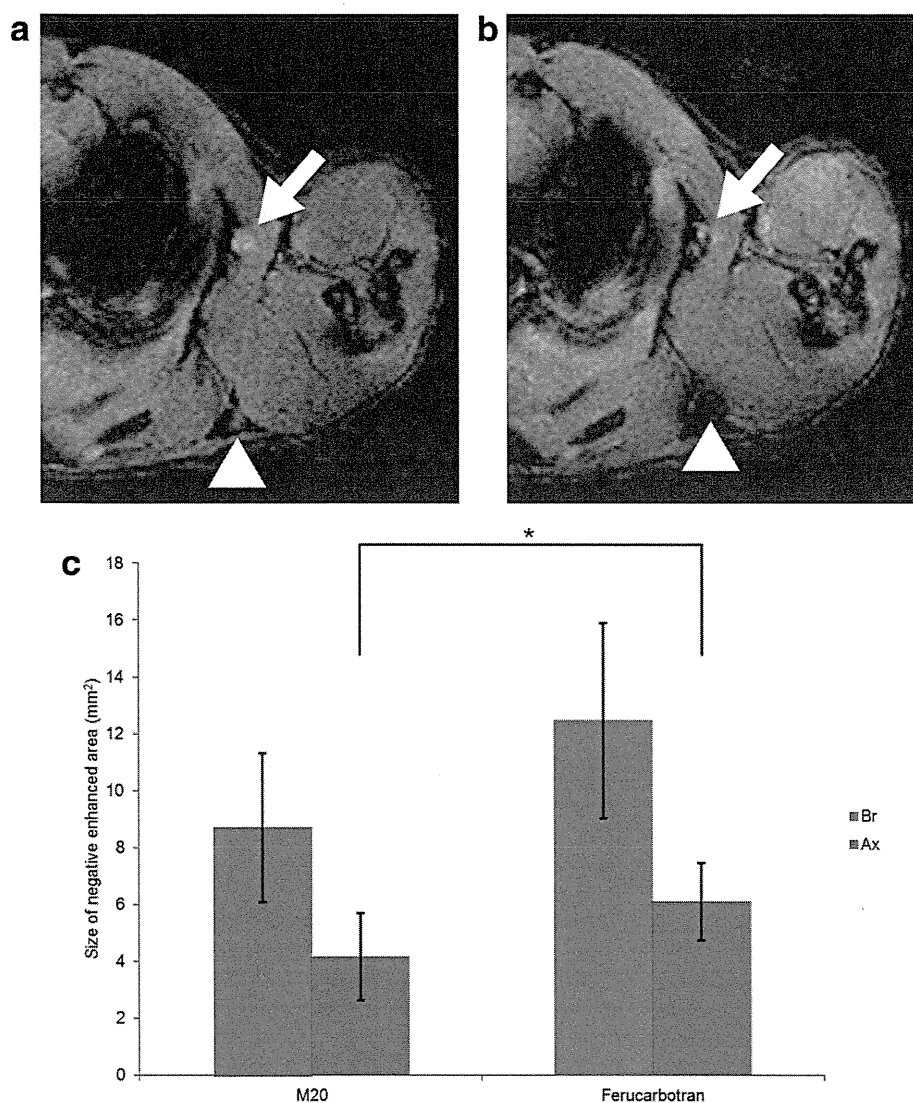 a
b
c
*
18
16
14
12
10
8
6
4
2
0
Size of negative enhanced area (mm²)
M20
Ferucarbotran
Br
Ax